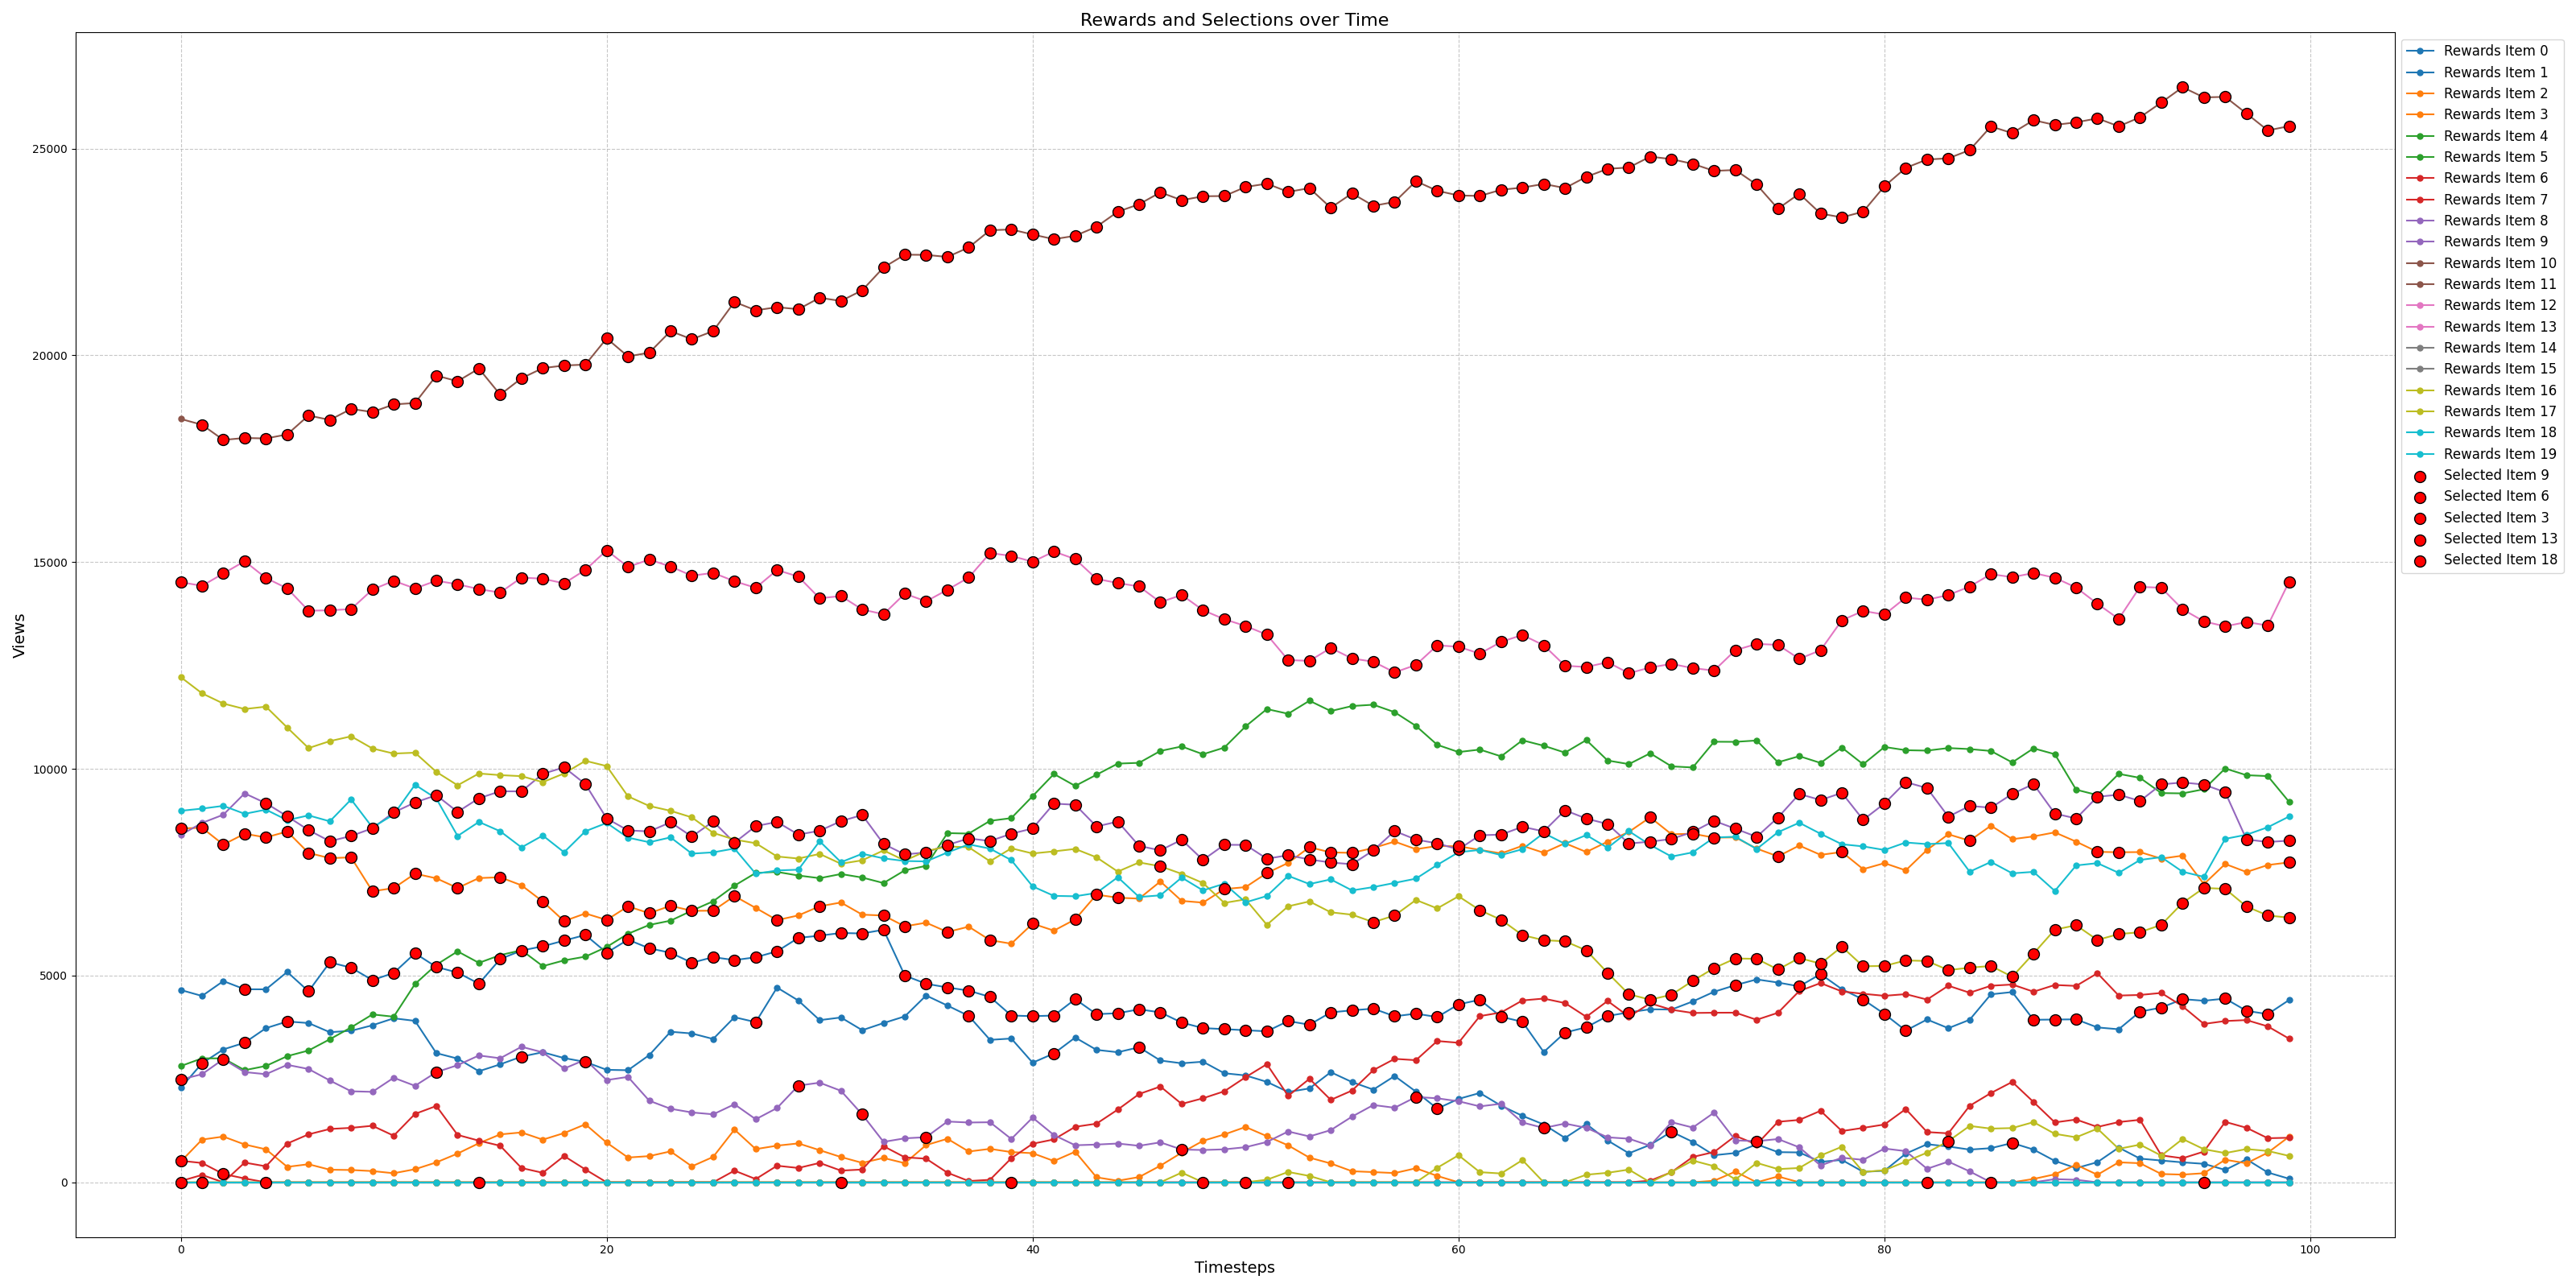 Rewards and Selections over Time
Views
25000
20000
15000
10000
5000
0
0 20 40 60 80 100
Timesteps
Rewards Item 0
Rewards Item 1
Rewards Item 2
Rewards Item 3
Rewards Item 4
Rewards Item 5
Rewards Item 6
Rewards Item 7
Rewards Item 8
Rewards Item 9
Rewards Item 10
Rewards Item 11
Rewards Item 12
Rewards Item 13
Rewards Item 14
Rewards Item 15
Rewards Item 16
Rewards Item 17
Rewards Item 18
Rewards Item 19
Selected Item 9
Selected Item 6
Selected Item 3
Selected Item 13
Selected Item 18